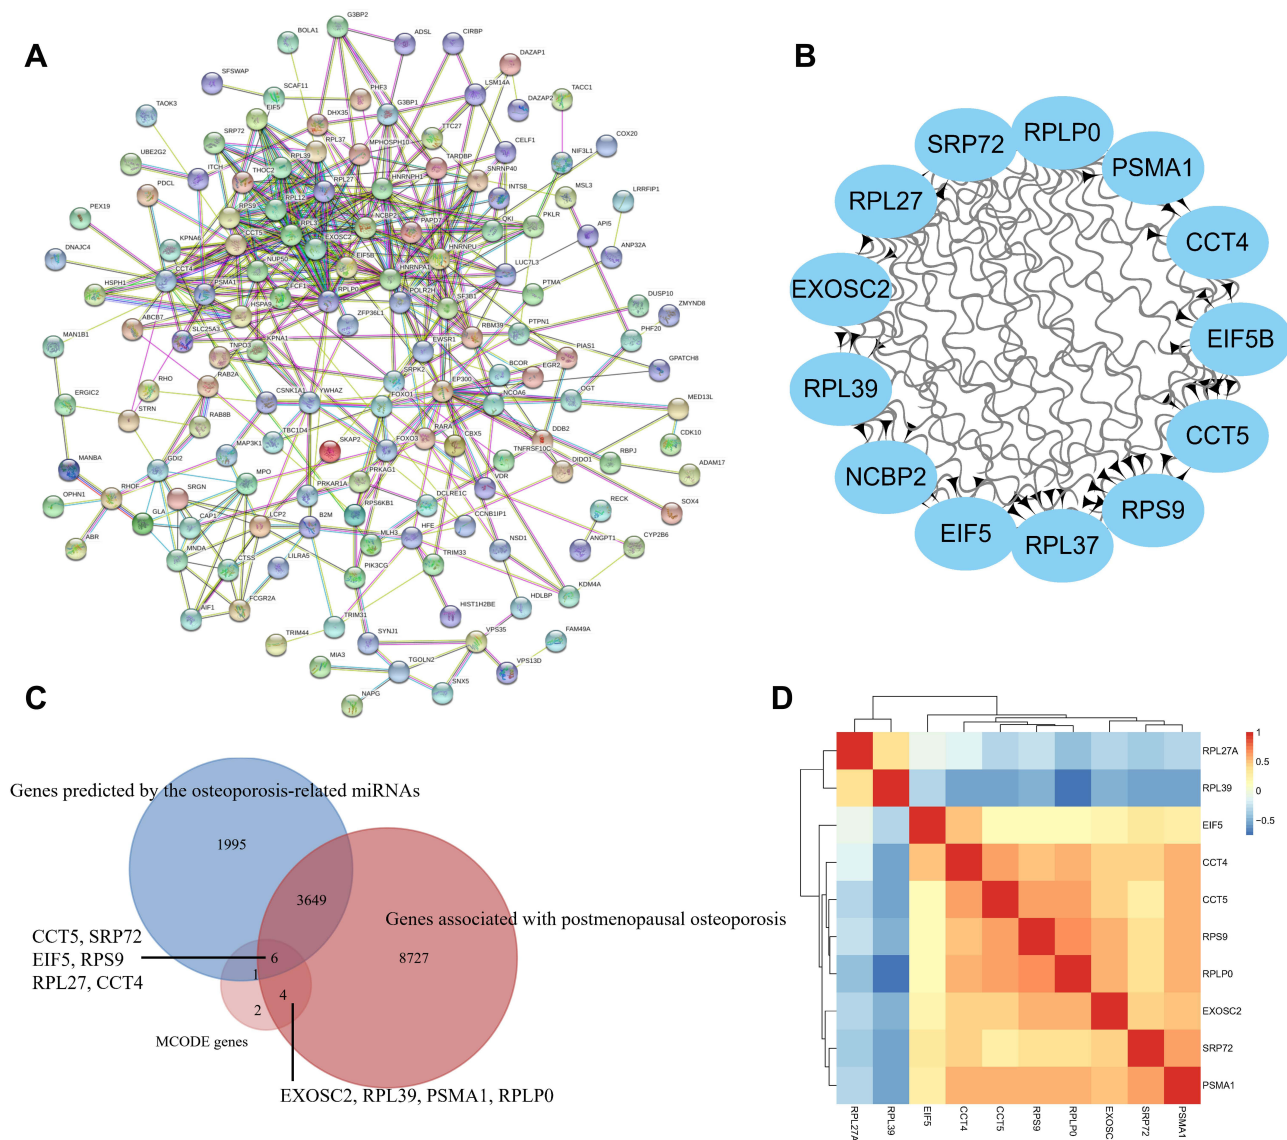 A
G3BP2
BOLA1
ADSL
CIRBP
DAZAP1
SFSWAP
SCAF11
PHF3
LSM14A
TACC1
TAOK3
EIF5
DHX35
G3BP1
DAZAP2
SRP72
RPL37
MPHOSPH10
TTC27
CELF1
COX20
UBE2G2
ITCH
RPL39
TARDBP
NIF3L1
THOC2
SNRNP40
PDCL
RPL27
HNRNPH1
INTS8
MSL3
LRRFIP1
RPS9
RPL12
PEX19
NCBP2
PAPD7
QKI
PKLR
API5
RPL3
CCT5
EXOSC2
HNRNPU
ANP32A
DNAJC4
KPNA6
NUP50
EIF5B
LUC7L3
CCT4
HNRNPA1
HSPH1
PSMA1
FCF1
RPLP0
POLR2H
SF3B1
PTMA
DUSP10
HSPA9
ZMYND8
ABCB7
ZFP36L1
RBM39
PTPN1
MAN1B1
SLC25A3
KPNA1
EWSR1
PIAS1
PHF20
TNPO3
BCOR
EGR2
GPATCH8
RHO
RAB2A
SRPK2
EP300
ERGIC2
CSNK1A1
YWHAZ
FOXO1
NCOA6
OGT
MED13L
STRN
RAB8B
RARA
TBC1D4
SKAP2
FOXO3
CBX5
DDB2
CDK10
MAP3K1
TNFRSF10C
RBPJ
MANBA
GDI2
DIDO1
ADAM17
MPO
PRKAG1
VDR
OPHN1
RHOF
SRGN
PRKAR1A
DCLRE1C
RECK
SOX4
GLA
CAP1
LCP2
B2M
RPS6KB1
CCNB1IP1
ABR
MLH3
HFE
NSD1
ANGPT1
CYP2B6
MNDA
CTSS
LILRA5
PIK3CG
TRIM33
KDM4A
FCGR2A
HDLBP
AIF1
TRIM31
HIST1H2BE
TRIM44
SYNJ1
VPS35
FAM49A
MIA3
TGOLN2
VPS13D
SNX5
NAPG
B
SRP72
RPLP0
PSMA1
RPL27
CCT4
EXOSC2
EIF5B
RPL39
CCT5
NCBP2
RPS9
EIF5
RPL37
C
Genes predicted by the osteoporosis-related miRNAs
1995
3649
Genes associated with postmenopausal osteoporosis
CCT5, SRP72
EIF5, RPS9
RPL27, CCT4
6
8727
1
4
2
MCODE genes
EXOSC2, RPL39, PSMA1, RPLP0
D
1
0.5
0
−0.5
RPL27A
RPL39
EIF5
CCT4
CCT5
RPS9
RPLP0
EXOSC2
SRP72
PSMA1
RPL27A
RPL39
EIF5
CCT4
CCT5
RPS9
RPLP0
EXOSC
SRP72
PSMA1